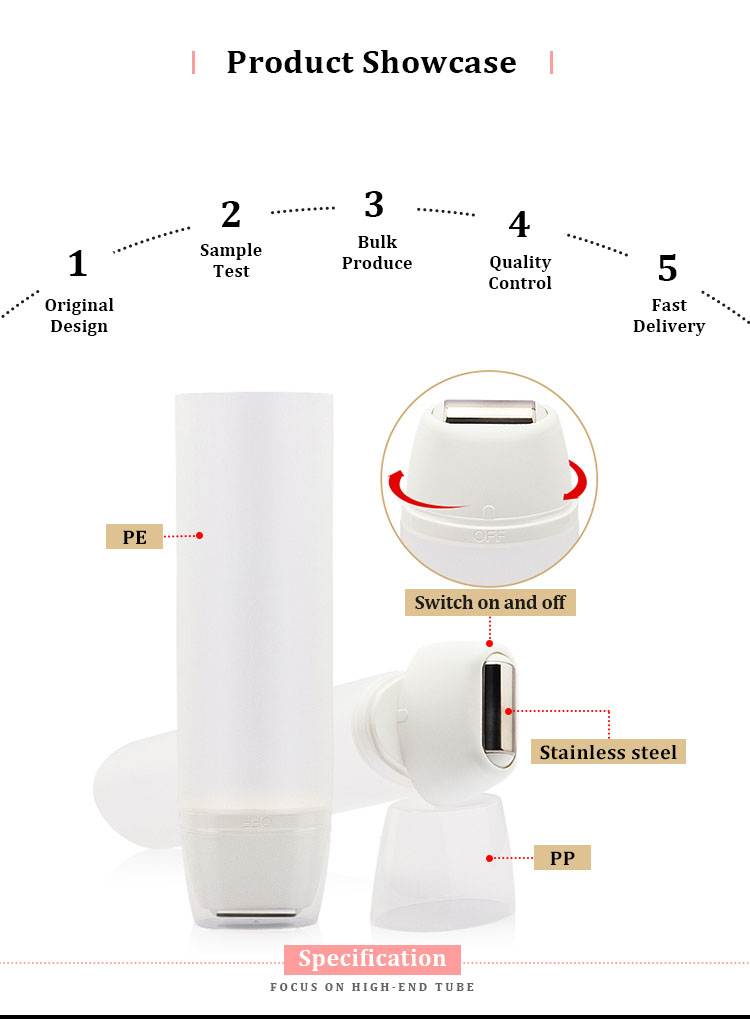 Product Showcase
1
Original
Design
2
Sample
Test
3
Bulk
Produce
4
Quality
Control
5
Fast
Delivery
OFF
PE
Switch on and off
Stainless steel
OFF
PP
Specification
FOCUS ON HIGH-END TUBE